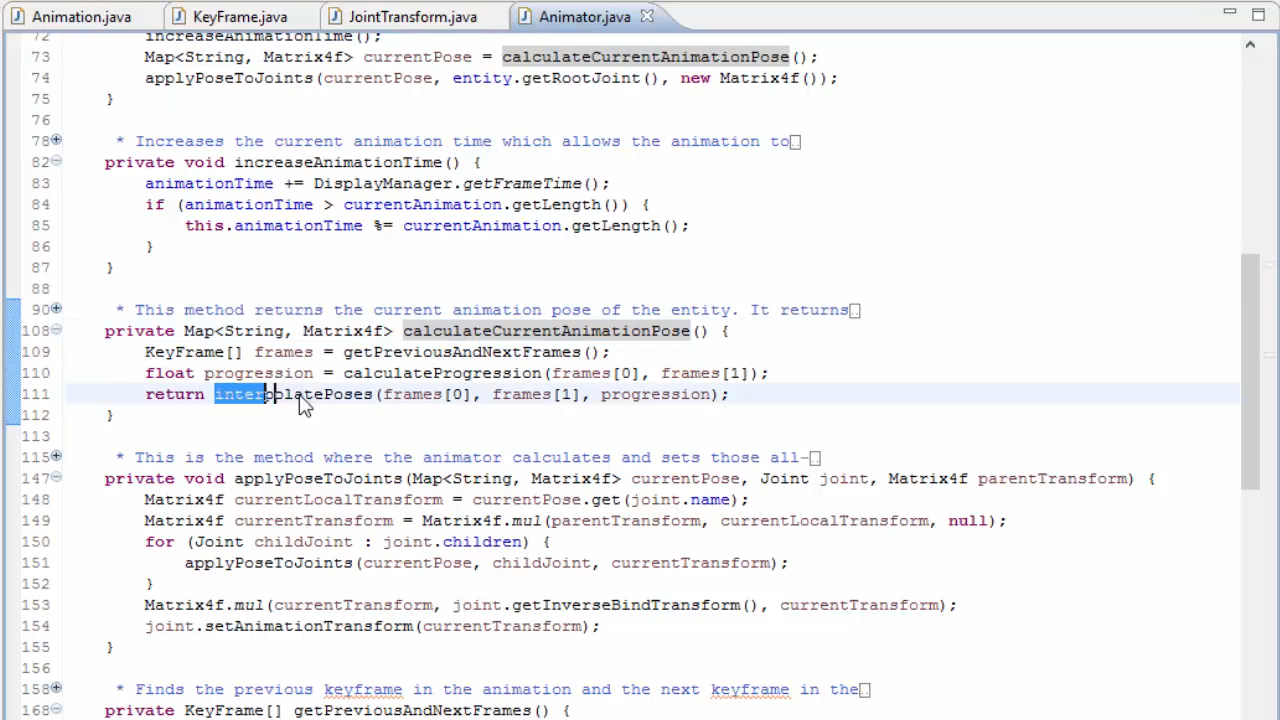 Animation.java KeyFrame.java JointTransform.java Animator.java
72 increaseAnimationTime();
73 Map<String, Matrix4f> currentPose = calculateCurrentAnimationPose();
74 applyPoseToJoints(currentPose, entity.getRootJoint(), new Matrix4f());
75 }
76
78 * Increases the current animation time which allows the animation to
82 private void increaseAnimationTime() {
83 animationTime += DisplayManager.getFrameTime();
84 if (animationTime > currentAnimation.getLength()) {
85 this.animationTime %= currentAnimation.getLength();
86 }
87 }
88
90 * This method returns the current animation pose of the entity. It returns
108 private Map<String, Matrix4f> calculateCurrentAnimationPose() {
109 KeyFrame[] frames = getPreviousAndNextFrames();
110 float progression = calculateProgression(frames[0], frames[1]);
111 return interpolatePoses(frames[0], frames[1], progression);
112 }
113
115 * This is the method where the animator calculates and sets those all-
147 private void applyPoseToJoints(Map<String, Matrix4f> currentPose, Joint joint, Matrix4f parentTransform) {
148 Matrix4f currentLocalTransform = currentPose.get(joint.name);
149 Matrix4f currentTransform = Matrix4f.mul(parentTransform, currentLocalTransform, null);
150 for (Joint childJoint : joint.children) {
151 applyPoseToJoints(currentPose, childJoint, currentTransform);
152 }
153 Matrix4f.mul(currentTransform, joint.getInverseBindTransform(), currentTransform);
154 joint.setAnimationTransform(currentTransform);
155 }
156
158 * Finds the previous keyframe in the animation and the next keyframe in the
168 private KeyFrame[] getPreviousAndNextFrames() {